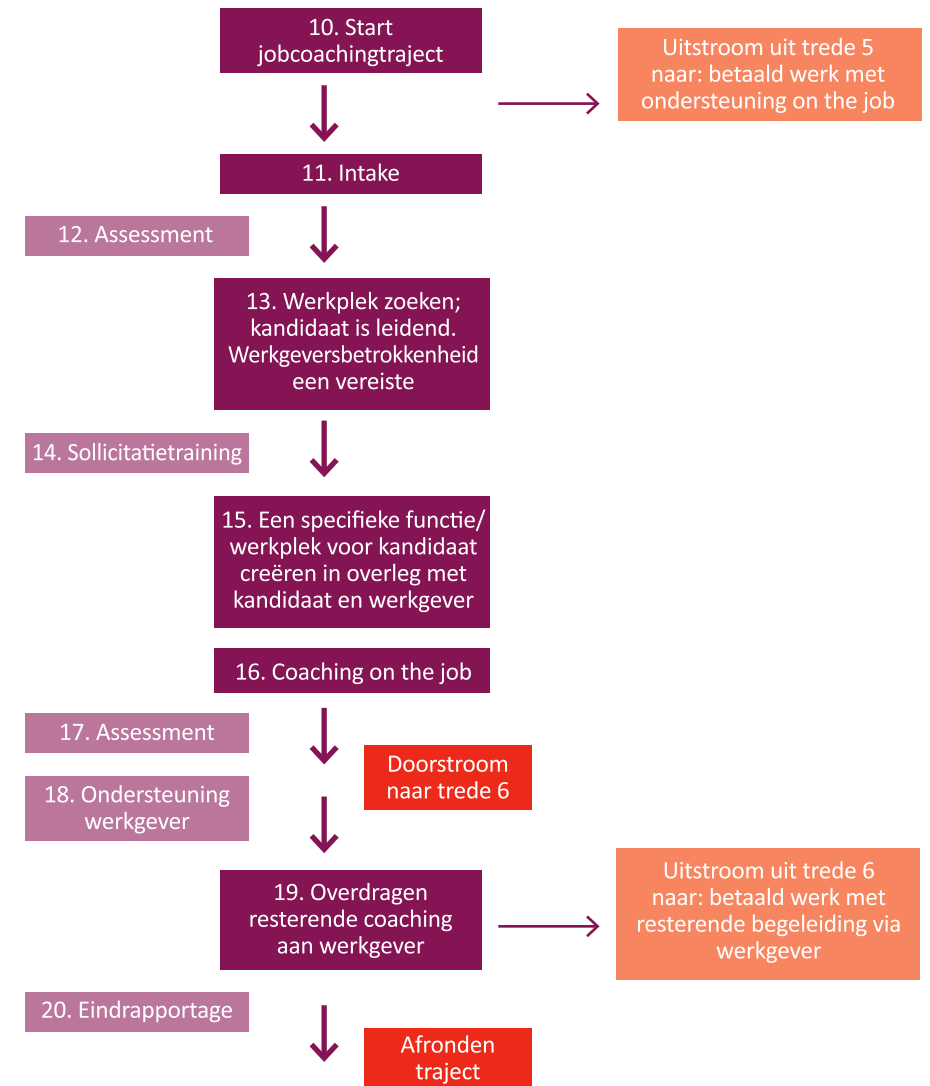 10. Start
jobcoachingtraject
Uitstroom uit trede 5
naar: betaald werk met
ondersteuning on the job
11. Intake
12. Assessment
13. Werkplek zoeken;
kandidaat is leidend.
Werkgeversbetrokkenheid
een vereiste
14. Sollicitatietraining
15. Een specifieke functie/
werkplek voor kandidaat
creëren in overleg met
kandidaat en werkgever
16. Coaching on the job
17. Assessment
Doorstroom
naar trede 6
18. Ondersteuning
werkgever
19. Overdragen
resterende coaching
aan werkgever
Uitstroom uit trede 6
naar: betaald werk met
resterende begeleiding via
werkgever
20. Eindrapportage
Afronden
traject